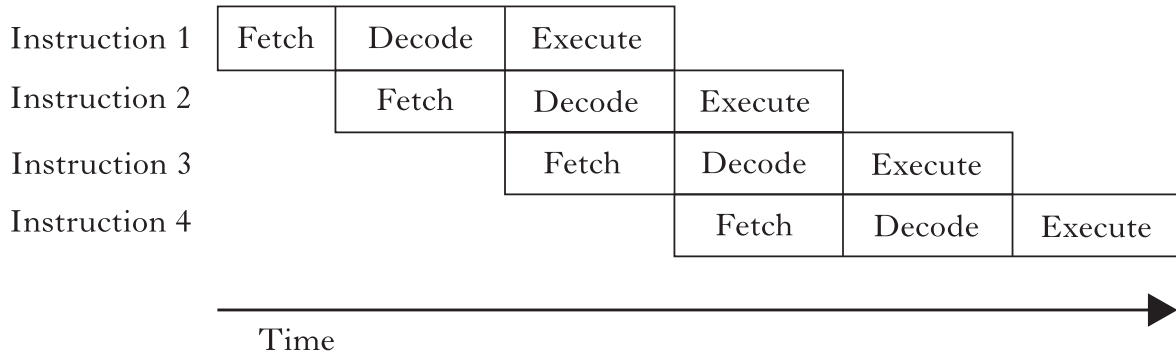 Instruction 1 Fetch Decode Execute
Instruction 2 Fetch Decode Execute
Instruction 3 Fetch Decode Execute
Instruction 4 Fetch Decode Execute
Time